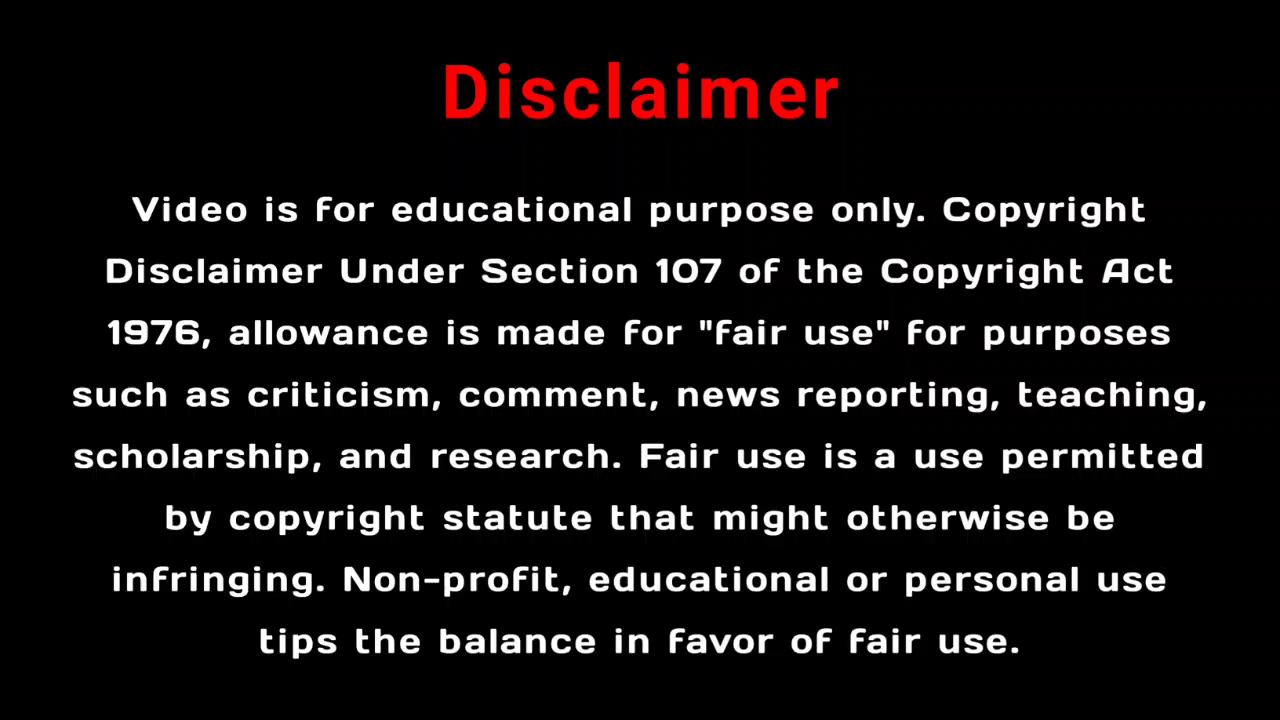 Disclaimer
Video is for educational purpose only. Copyright
Disclaimer Under Section 107 of the Copyright Act
1976, allowance is made for "fair use" for purposes
such as criticism, comment, news reporting, teaching,
scholarship, and research. Fair use is a use permitted
by copyright statute that might otherwise be
infringing. Non-profit, educational or personal use
tips the balance in favor of fair use.